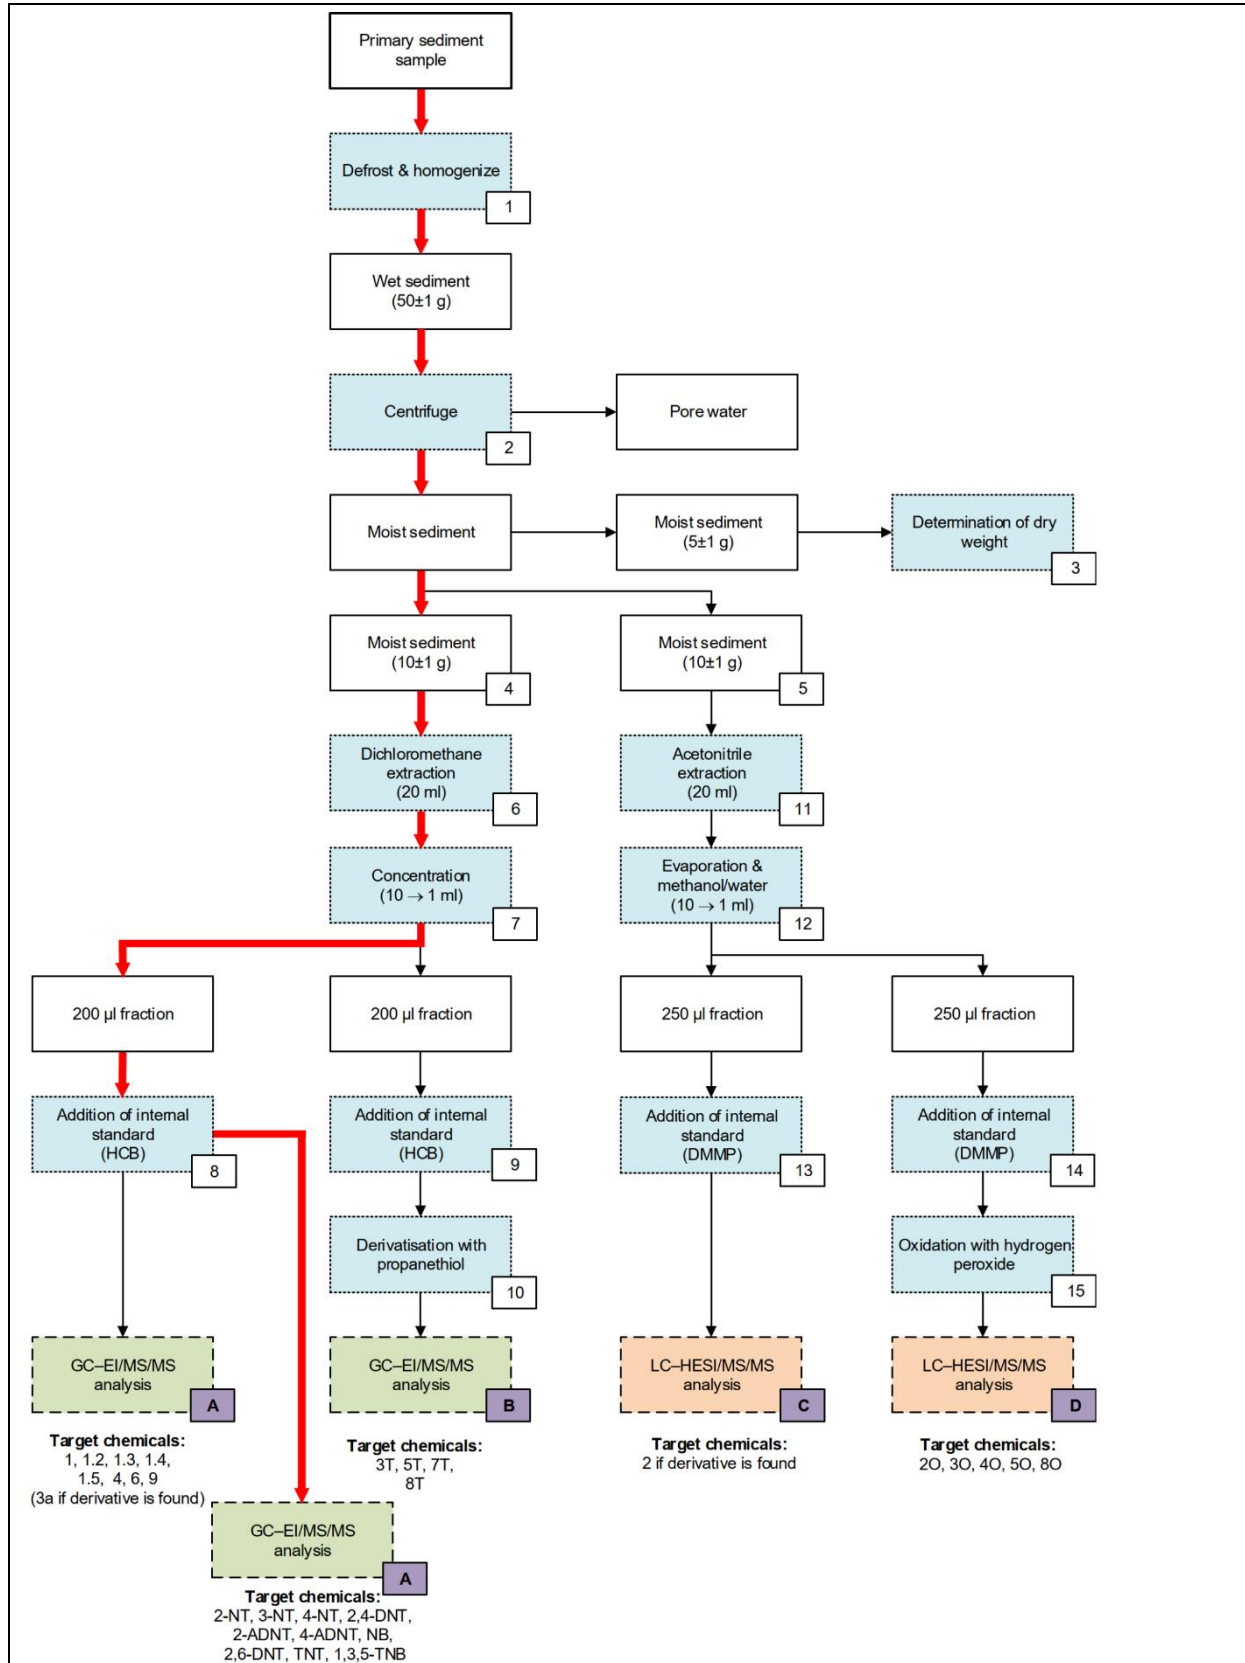 Primary sediment
sample
Defrost & homogenize
1
Wet sediment
(50±1 g)
Centrifuge
2
Pore water
Moist sediment
Moist sediment
(5±1 g)
Determination of dry
weight
3
Moist sediment
(10±1 g)
4
Moist sediment
(10±1 g)
5
Dichloromethane
extraction
(20 ml)
6
Acetonitrile
extraction
(20 ml)
11
Concentration
(10 → 1 ml)
7
Evaporation &
methanol/water
(10 → 1 ml)
12
200 µl fraction
200 µl fraction
250 µl fraction
250 µl fraction
Addition of internal
standard
(HCB)
8
Addition of internal
standard
(HCB)
9
Addition of internal
standard
(DMMP)
13
Addition of internal
standard
(DMMP)
14
Derivatisation with
propanethiol
10
Oxidation with hydrogen
peroxide
15
GC–EI/MS/MS
analysis
A
GC–EI/MS/MS
analysis
B
LC–HESI/MS/MS
analysis
C
LC–HESI/MS/MS
analysis
D
Target chemicals:
1, 1.2, 1.3, 1.4,
1.5, 4, 6, 9
(3a if derivative is found)
Target chemicals:
3T, 5T, 7T,
8T
Target chemicals:
2 if derivative is found
Target chemicals:
2O, 3O, 4O, 5O, 8O
GC–EI/MS/MS
analysis
A
Target chemicals:
2-NT, 3-NT, 4-NT, 2,4-DNT,
2-ADNT, 4-ADNT, NB,
2,6-DNT, TNT, 1,3,5-TNB